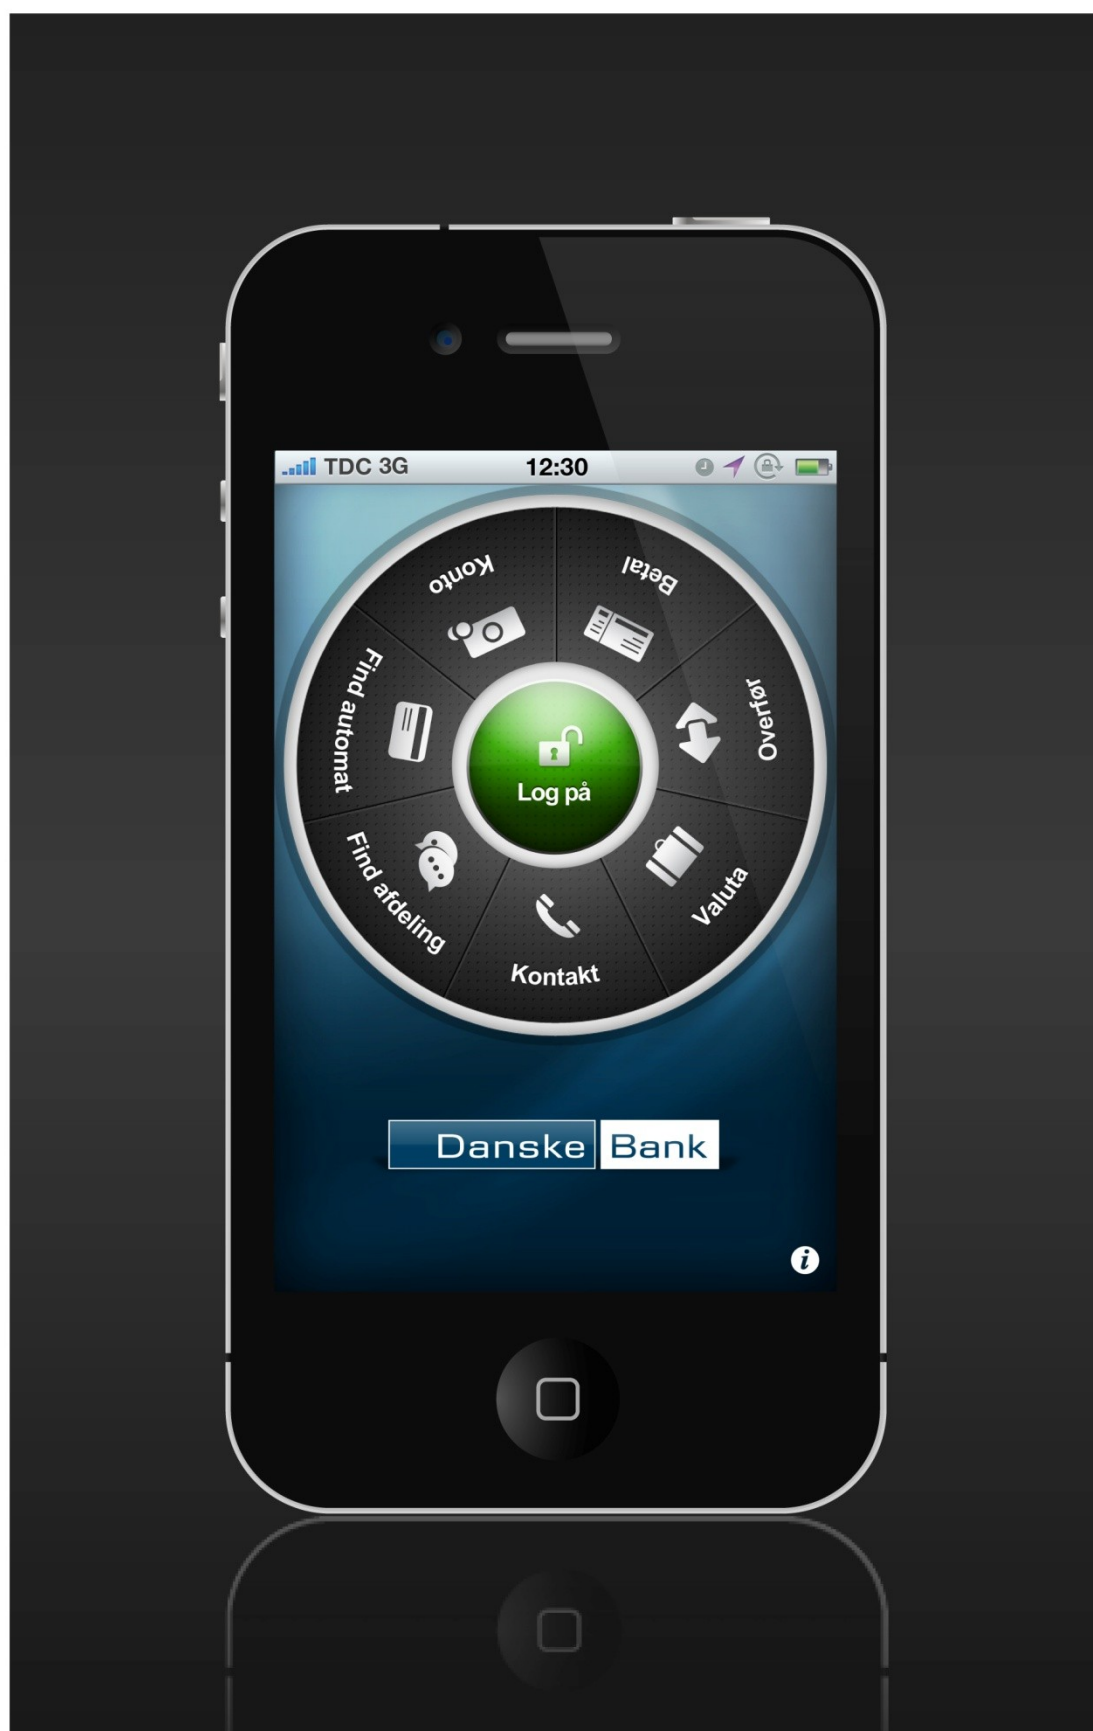 TDC 3G
12:30
Konto
Betal
Find automat
Overfør
Log på
Find afdeling
Valuta
Kontakt
Danske Bank
i